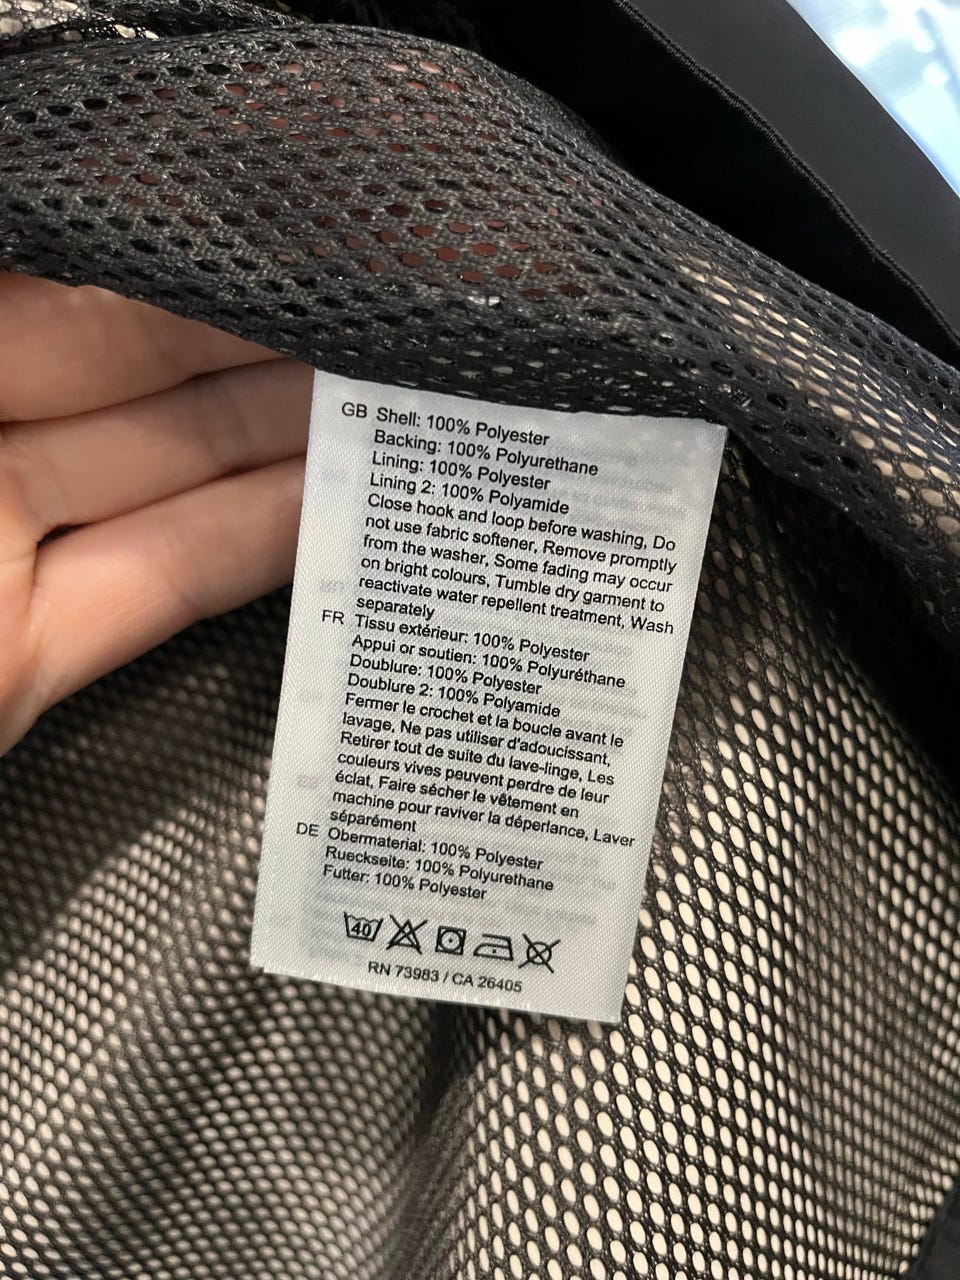 GB Shell: 100% Polyester
Backing: 100% Polyurethane
Lining: 100% Polyester
Lining 2: 100% Polyamide
Close hook and loop before washing, Do
not use fabric softener, Remove promptly
from the washer, Some fading may occur
on bright colours, Tumble dry garment to
reactivate water repellent treatment, Wash
separately
FR Tissu extérieur: 100% Polyester
Appui or soutien: 100% Polyuréthane
Doublure: 100% Polyester
Doublure 2: 100% Polyamide
Fermer le crochet et la boucle avant le
lavage, Ne pas utiliser d'adoucissant,
Retirer tout de suite du lave-linge, Les
couleurs vives peuvent perdre de leur
éclat, Faire sécher le vêtement en
machine pour raviver la déperlance, Laver
séparément
DE Obermaterial: 100% Polyester
Rueckseite: 100% Polyurethane
Futter: 100% Polyester
40
RN 73983 / CA 26405